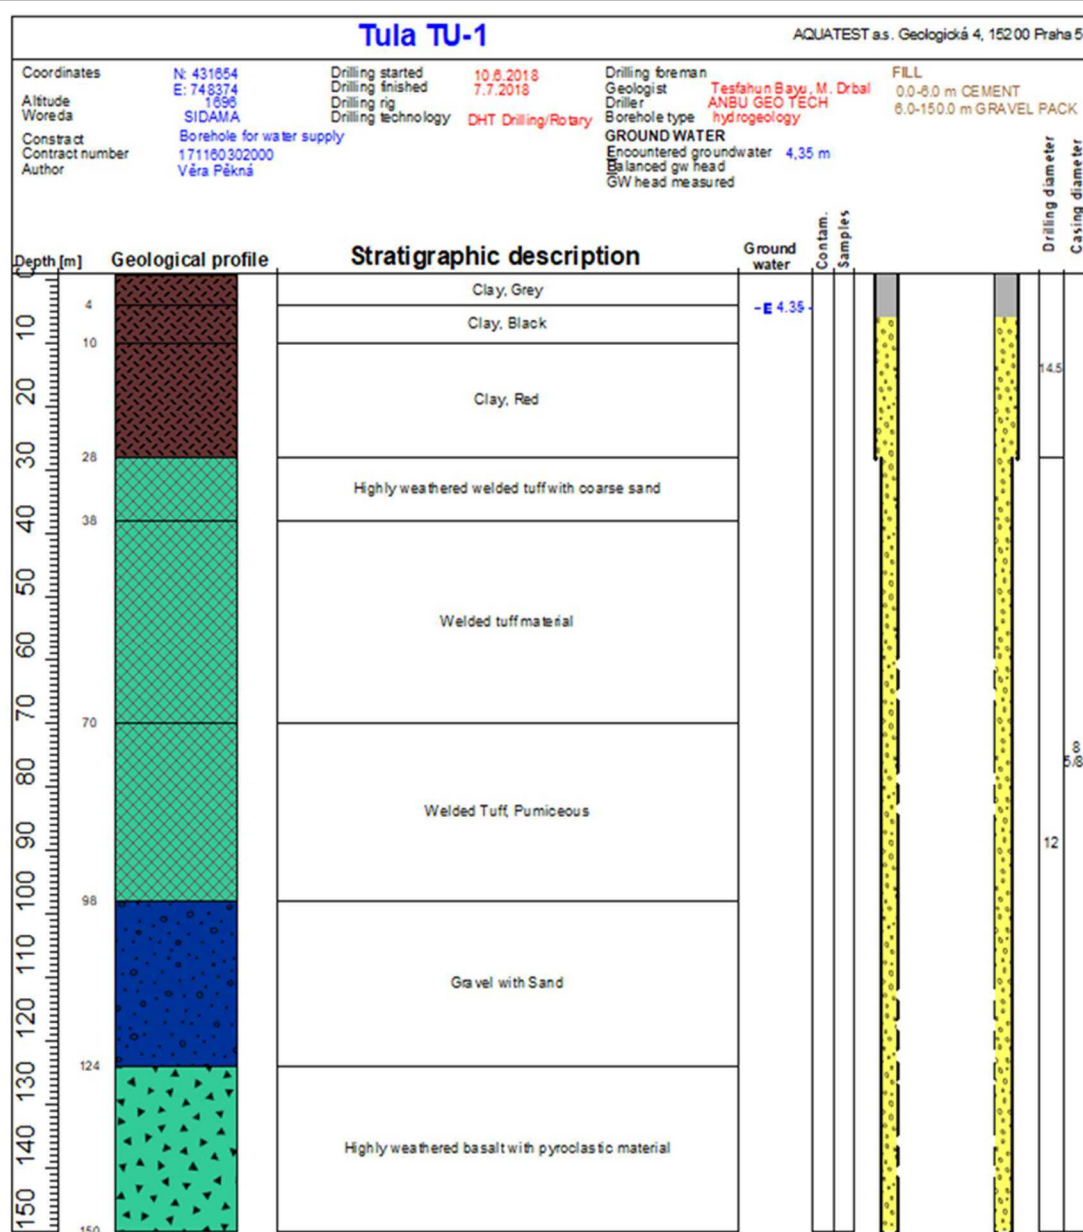 Tula TU-1
AQUATEST a.s. Geologická 4, 152 00 Praha 5
Coordinates N: 431654
E: 748374
Altitude 1696
Woreda SIDAMA
Constract Borehole for water supply
Contract number 171160302000
Author Věra Pěkná
Drilling started 10.6.2018
Drilling finished 7.7.2018
Drilling rig
Drilling technology DHT Drilling/Rotary
Drilling foreman
Geologist Tesfahun Bayu, M. Drbal
Driller ANBU GEO TECH
Borehole type hydrogeology
GROUND WATER
Encountered groundwater 4,35 m
Balanced gw head
GW head measured
FILL
0.0-6.0 m CEMENT
6.0-150.0 m GRAVEL PACK
Depth [m]
Geological profile
Stratigraphic description
Ground
water
Contam.
Samples
Drilling diameter
Casing diameter
0
10
20
30
40
50
60
70
80
90
100
110
120
130
140
150
4
10
28
38
70
98
124
150
Clay, Grey
Clay, Black
Clay, Red
Highly weathered welded tuff with coarse sand
Welded tuff material
Welded Tuff, Pumiceous
Gravel with Sand
Highly weathered basalt with pyroclastic material
E 4.35
14.5
12
8
5/8